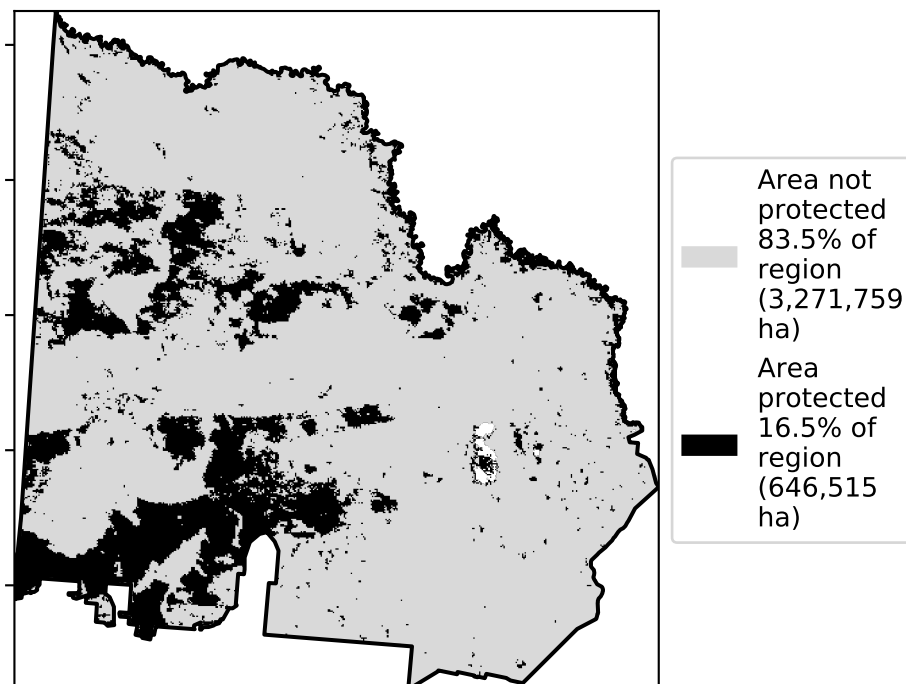 Area not
protected
83.5% of
region
(3,271,759
ha)
Area
protected
16.5% of
region
(646,515
ha)